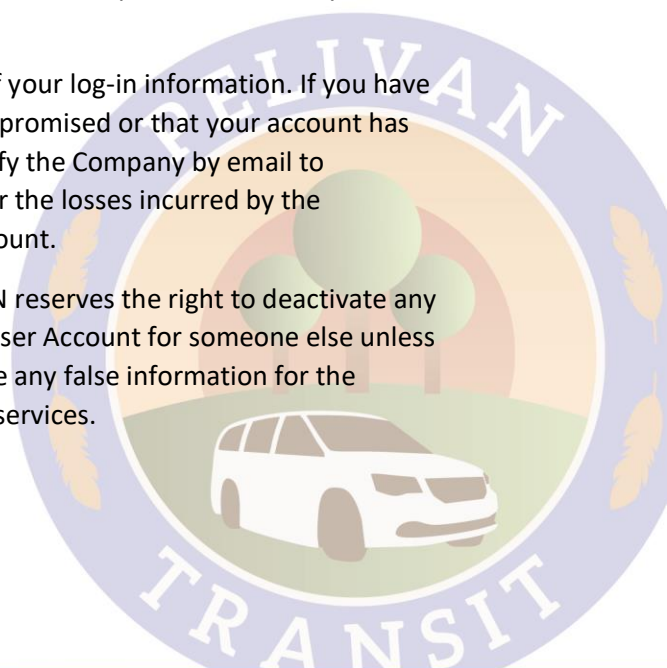 f your log-in information. If you have
promised or that your account has
fy the Company by email to
r the losses incurred by the
ount.
N reserves the right to deactivate any
ser Account for someone else unless
e any false information for the
services.
PELIVAN
TRANSIT